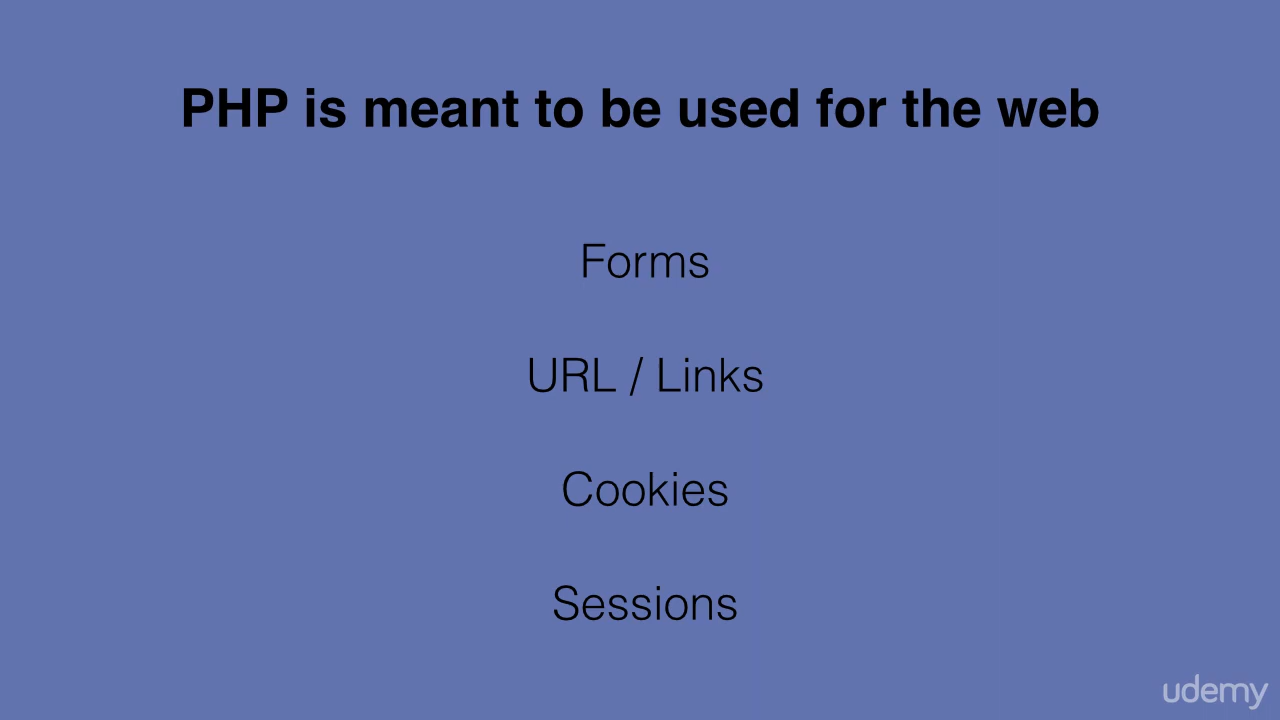 PHP is meant to be used for the web
Forms
URL / Links
Cookies
Sessions
udemy